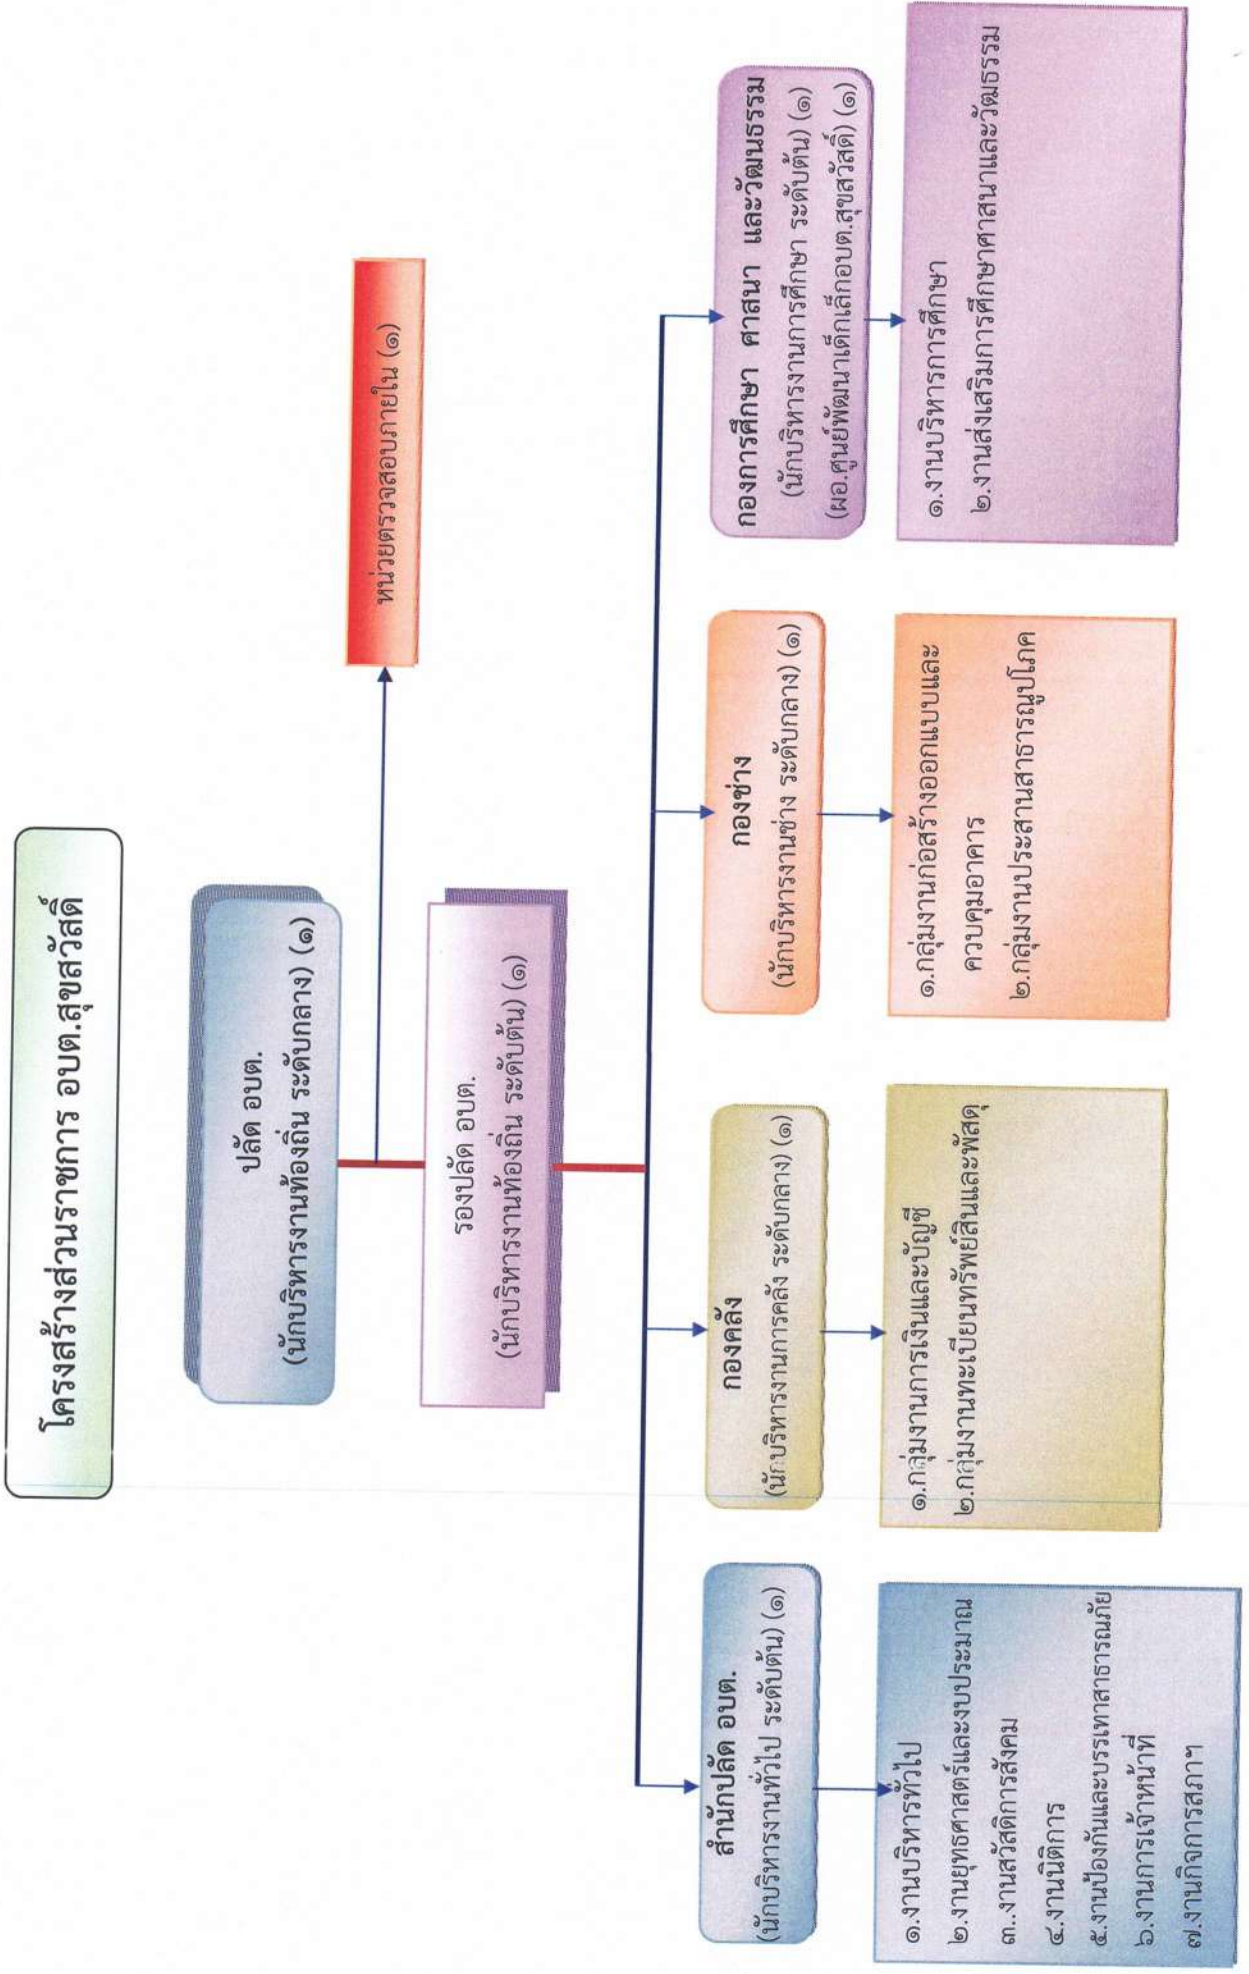 โครงสร้างส่วนราชการ อบต.สุขสวัสดิ์
ปลัด อบต.
(นักบริหารงานท้องถิ่น ระดับกลาง) (๑)
หน่วยตรวจสอบภายใน (๑)
รองปลัด อบต.
(นักบริหารงานท้องถิ่น ระดับต้น) (๑)
สำนักปลัด อบต.
(นักบริหารงานทั่วไป ระดับต้น) (๑)
๑.งานบริหารทั่วไป
๒.งานยุทธศาสตร์และงบประมาณ
๓..งานสวัสดิการสังคม
๔.งานนิติการ
๕.งานป้องกันและบรรเทาสาธารณภัย
๖.งานการเจ้าหน้าที่
๗.งานกิจการสภาฯ
กองคลัง
(นักบริหารงานการคลัง ระดับกลาง) (๑)
๑.กลุ่มงานการเงินและบัญชี
๒.กลุ่มงานทะเบียนทรัพย์สินและพัสดุ
กองช่าง
(นักบริหารงานช่าง ระดับกลาง) (๑)
๑.กลุ่มงานก่อสร้างออกแบบและ
ควบคุมอาคาร
๒.กลุ่มงานประสานสาธารณูปโภค
กองการศึกษา ศาสนา และวัฒนธรรม
(นักบริหารงานการศึกษา ระดับต้น) (๑)
(ผอ.ศูนย์พัฒนาเด็กเล็กอบต.สุขสวัสดิ์) (๑)
๑.งานบริหารการศึกษา
๒.งานส่งเสริมการศึกษาศาสนาและวัฒธรรม